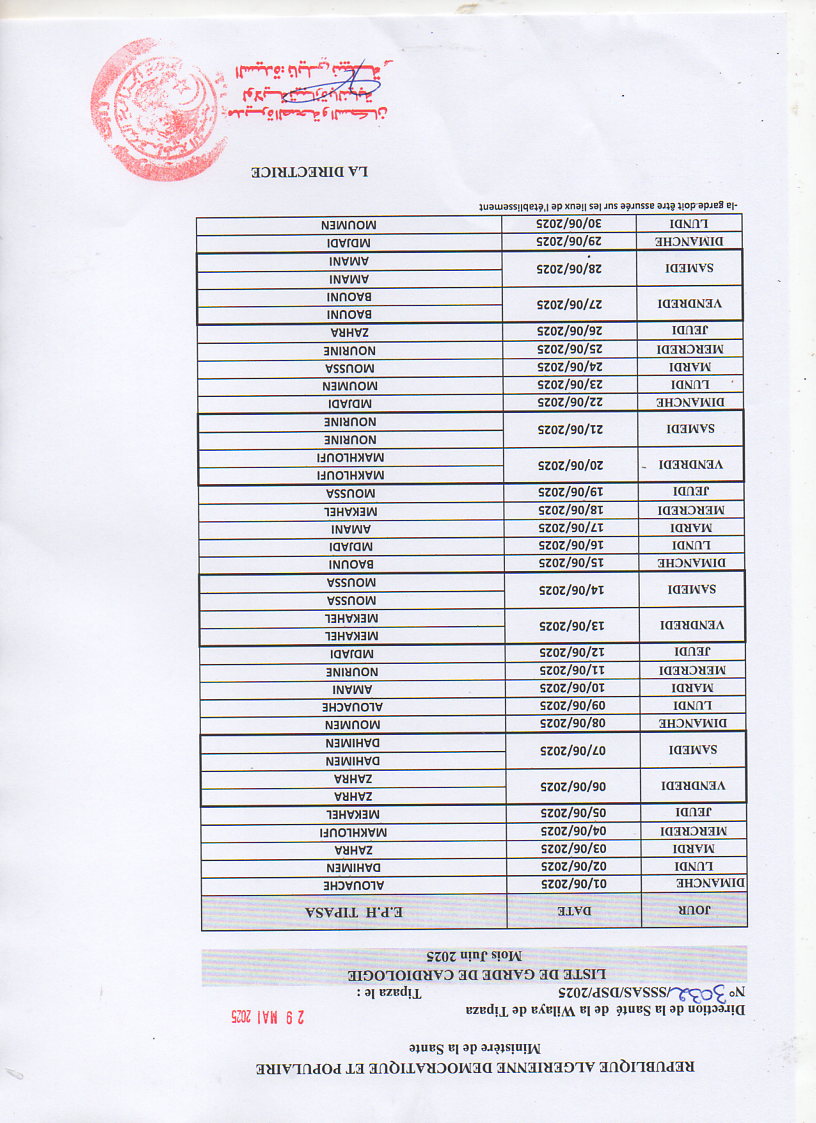 REPUBLIQUE ALGERIENNE DEMOCRATIQUE ET POPULAIRE
Ministère de la Sante
29 MAI 2025
Direction de la Santé de la Wilaya de Tipaza
N° 3032/SSSAS/DSP/2025 Tipaza le :
LISTE DE GARDE DE CARDIOLOGIE
Mois Juin 2025
JOUR DATE E.P.H TIPASA
DIMANCHE 01/06/2025 ALOUACHE
LUNDI 02/06/2025 DAHIMEN
MARDI 03/06/2025 ZAHRA
MERCREDI 04/06/2025 MAKHLOUFI
JEUDI 05/06/2025 MEKAHEL
VENDREDI 06/06/2025 ZAHRA
ZAHRA
SAMEDI 07/06/2025 DAHIMEN
DAHIMEN
DIMANCHE 08/06/2025 MOUMEN
LUNDI 09/06/2025 ALOUACHE
MARDI 10/06/2025 AMANI
MERCREDI 11/06/2025 NOURINE
JEUDI 12/06/2025 MDJADI
VENDREDI 13/06/2025 MEKAHEL
MEKAHEL
SAMEDI 14/06/2025 MOUSSA
MOUSSA
DIMANCHE 15/06/2025 BAOUNI
LUNDI 16/06/2025 MDJADI
MARDI 17/06/2025 AMANI
MERCREDI 18/06/2025 MEKAHEL
JEUDI 19/06/2025 MOUSSA
VENDREDI 20/06/2025 MAKHLOUFI
MAKHLOUFI
SAMEDI 21/06/2025 NOURINE
NOURINE
DIMANCHE 22/06/2025 MDJADI
LUNDI 23/06/2025 MOUMEN
MARDI 24/06/2025 MOUSSA
MERCREDI 25/06/2025 NOURINE
JEUDI 26/06/2025 ZAHRA
VENDREDI 27/06/2025 BAOUNI
BAOUNI
SAMEDI 28/06/2025 AMANI
AMANI
DIMANCHE 29/06/2025 MDJADI
LUNDI 30/06/2025 MOUMEN
-la garde doit être assurée sur les lieux de l'établissement
LA DIRECTRICE
مديرة الصحة و السكان
لولاية تيبازة بالنيابة
السيدة: نايلي نبيلة